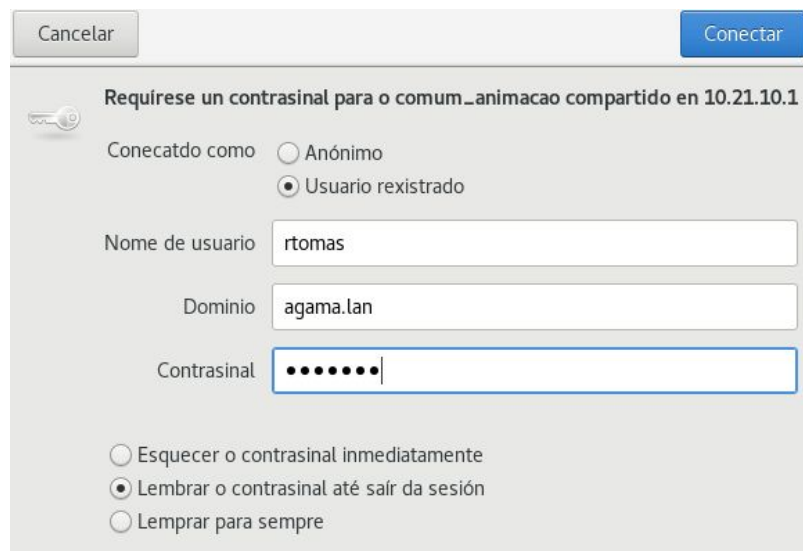 Cancelar
Conectar
Requírese un contrasinal para o comum_animacao compartido en 10.21.10.1
Conecatdo como
Anónimo
Usuario rexistrado
Nome de usuario
rtomas
Dominio
agama.lan
Contrasinal
•••••••
Esquecer o contrasinal inmediatamente
Lembrar o contrasinal até saír da sesión
Lemprar para sempre